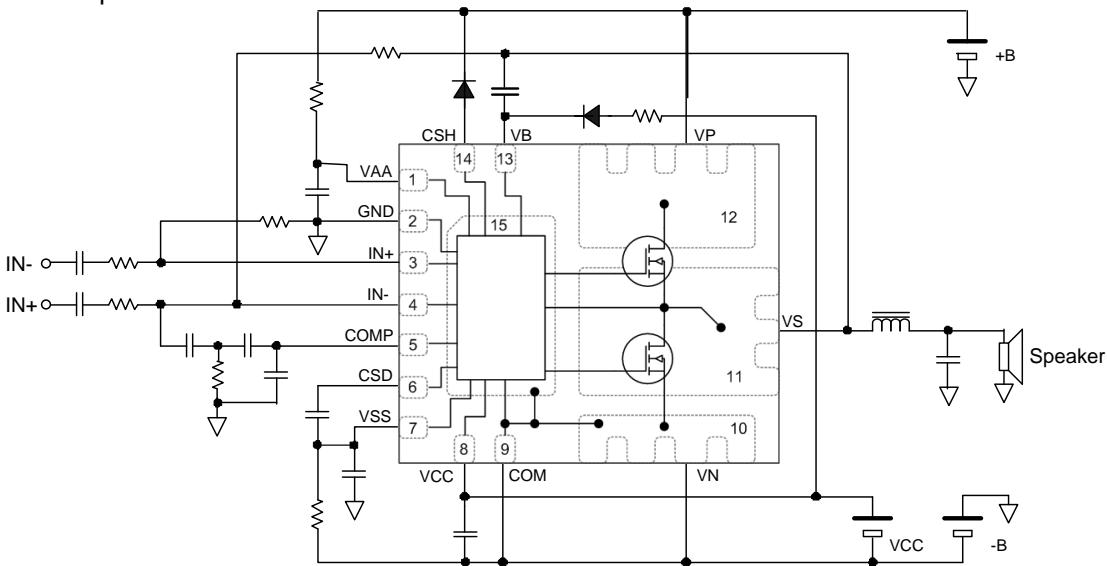 +B
CSH
VB
VP
14
13
VAA
1
12
GND
2
15
IN-
IN+
3
IN+
IN-
4
VS
COMP
5
Speaker
CSD
6
11
VSS
7
10
8
9
VCC
COM
VN
VCC
-B